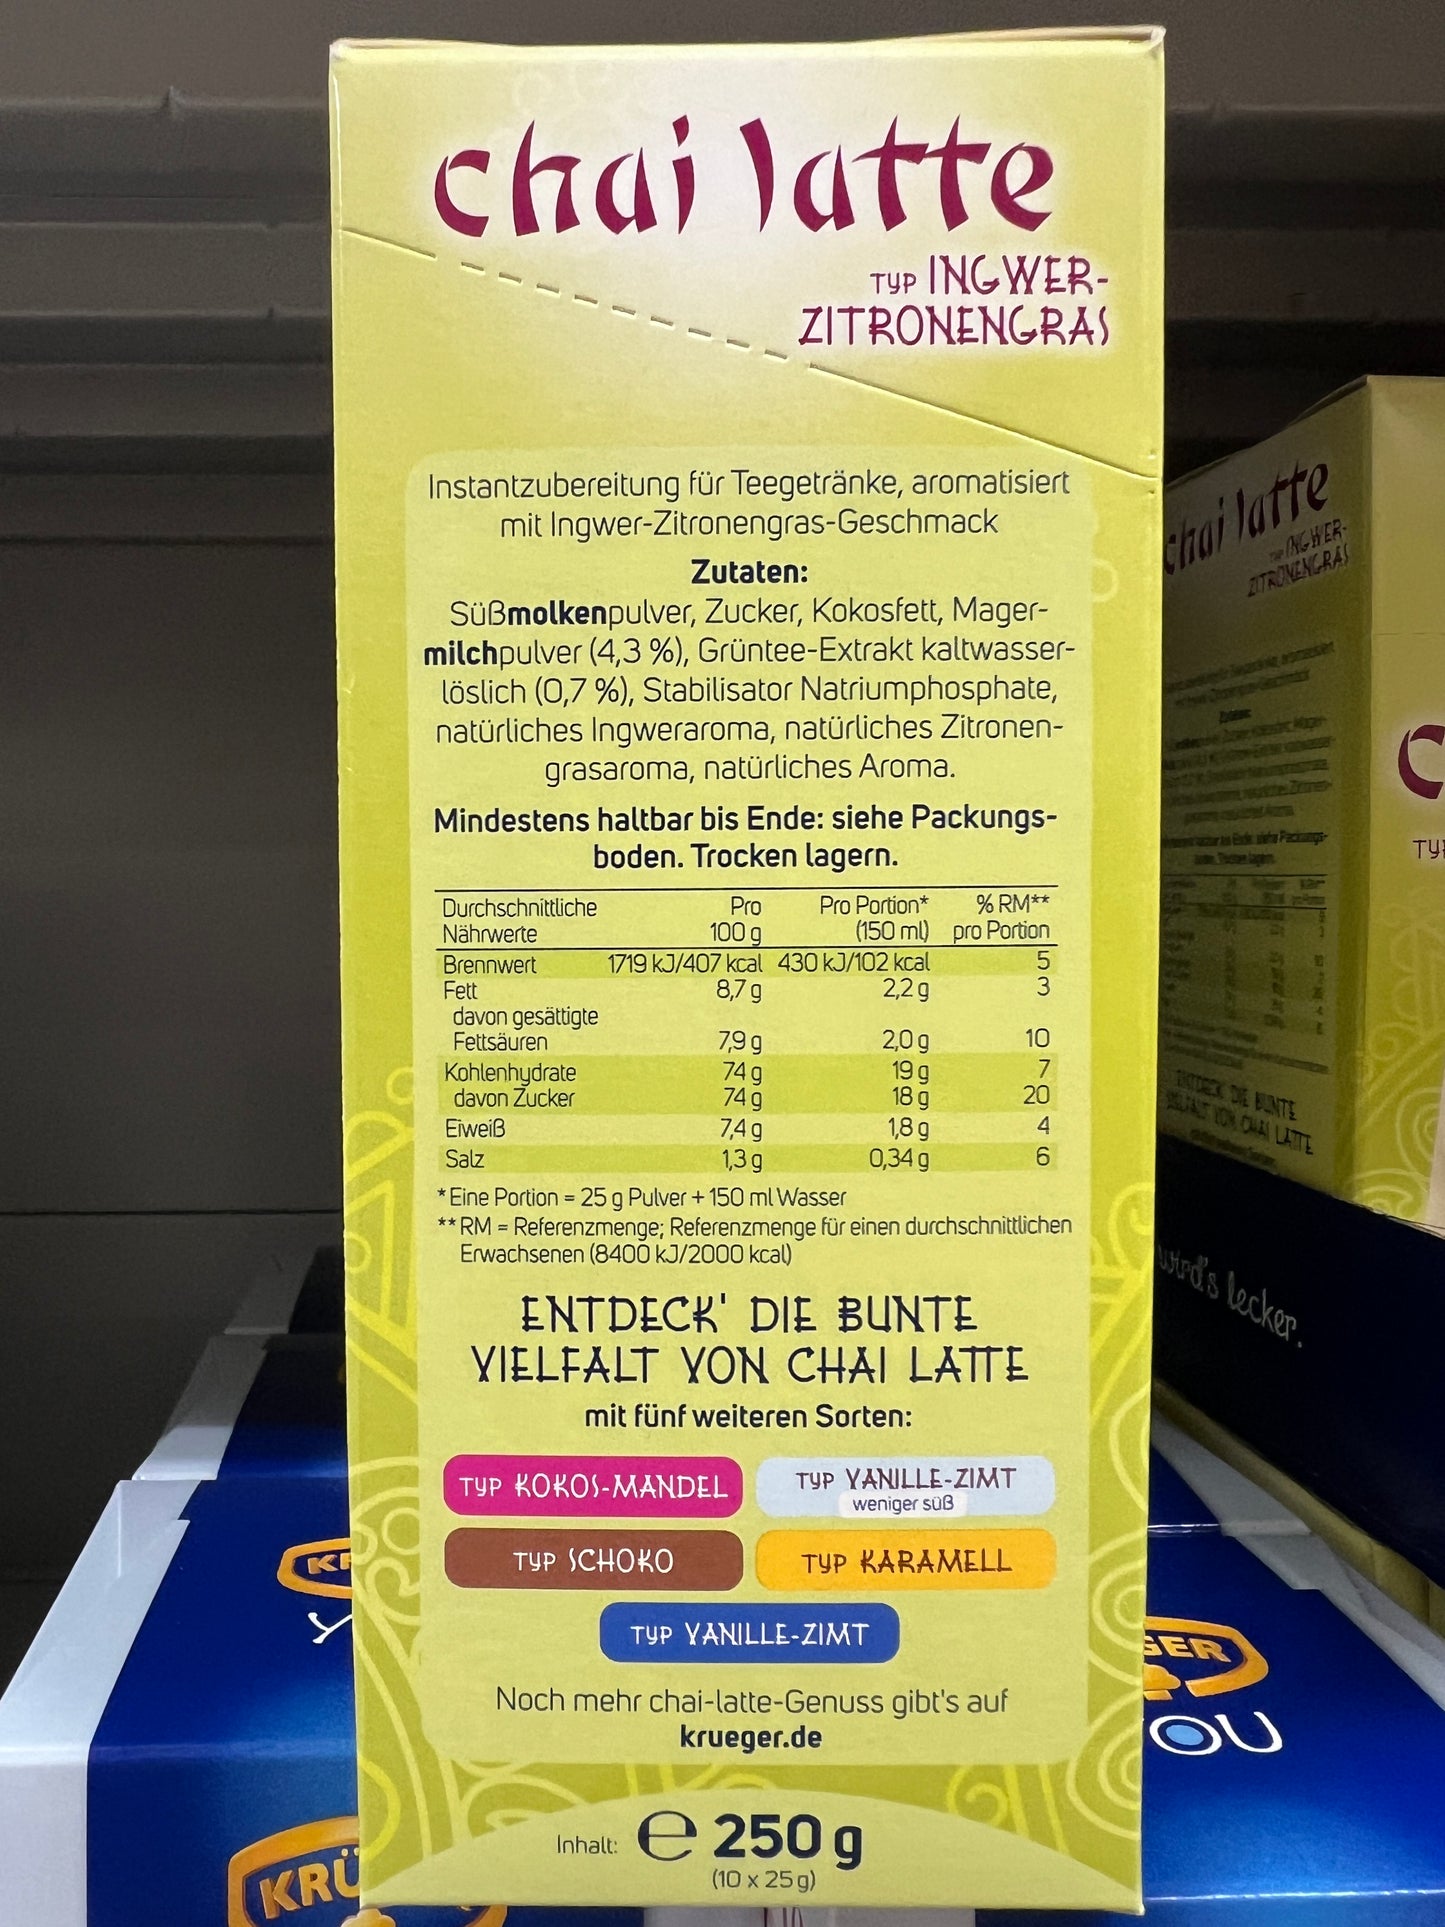 chai latte
TYP INGWER-
ZITRONENGRAS
Instantzubereitung für Teegetränke, aromatisiert
mit Ingwer-Zitronengras-Geschmack
Zutaten:
Süßmolkenpulver, Zucker, Kokosfett, Mager-
milchpulver (4,3 %), Grüntee-Extrakt kaltwasser-
löslich (0,7 %), Stabilisator Natriumphosphate,
natürliches Ingweraroma, natürliches Zitronen-
grasaroma, natürliches Aroma.
Mindestens haltbar bis Ende: siehe Packungs-
boden. Trocken lagern.
Durchschnittliche Pro Pro Portion* % RM**
Nährwerte 100 g (150 ml) pro Portion
Brennwert 1719 kJ/407 kcal 430 kJ/102 kcal 5
Fett 8,7 g 2,2 g 3
davon gesättigte
Fettsäuren 7,9 g 2,0 g 10
Kohlenhydrate 74 g 19 g 7
davon Zucker 74 g 18 g 20
Eiweiß 7,4 g 1,8 g 4
Salz 1,3 g 0,34 g 6
* Eine Portion = 25 g Pulver + 150 ml Wasser
** RM = Referenzmenge; Referenzmenge für einen durchschnittlichen
Erwachsenen (8400 kJ/2000 kcal)
ENTDECK' DIE BUNTE
VIELFALT VON CHAI LATTE
mit fünf weiteren Sorten:
TYP KOKOS-MANDEL
TYP VANILLE-ZIMT
weniger süß
TYP SCHOKO
TYP KARAMELL
TYP VANILLE-ZIMT
Noch mehr chai-latte-Genuss gibt's auf
krueger.de
Inhalt: ℮ 250 g
(10 x 25 g)
chai latte
TYP INGWER-
ZITRONENGRAS
ENTDECK' DIE BUNTE
VIELFALT VON CHAI LATTE
wird's lecker.
C
TY
KR
Y
GER
OU
KRÜ